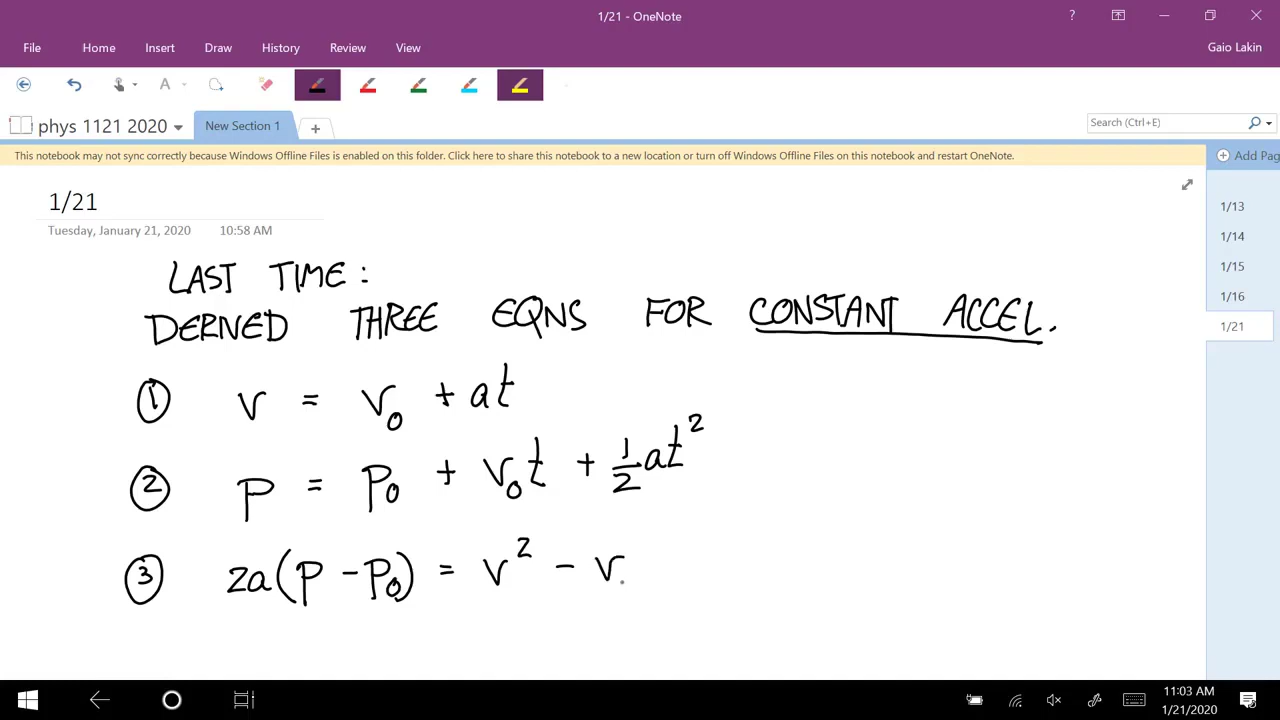 1/21 - OneNote
?
File Home Insert Draw History Review View
Gaio Lakin
A
phys 1121 2020
New Section 1
+
Search (Ctrl+E)
This notebook may not sync correctly because Windows Offline Files is enabled on this folder. Click here to share this notebook to a new location or turn off Windows Offline Files on this notebook and restart OneNote.
Add Pag
1/13
1/14
1/15
1/16
1/21
1/21
Tuesday, January 21, 2020 10:58 AM
LAST TIME:
DERIVED THREE EQNS FOR CONSTANT ACCEL.
① v = v₀ + at
② p = p₀ + v₀t + ½at²
③ 2a(p - p₀) = v² - v
11:03 AM
1/21/2020